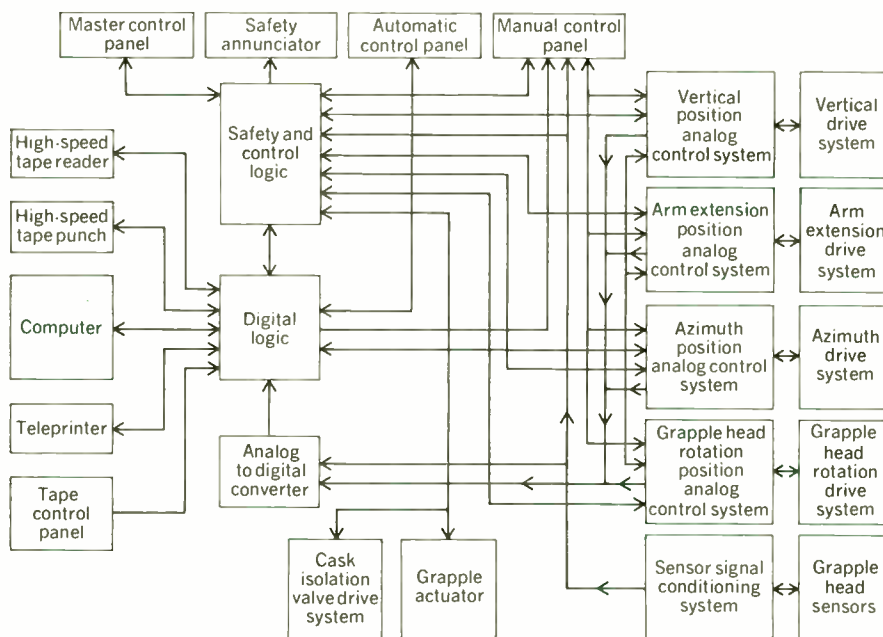 Master control
panel
Safety
annunciator
Automatic
control panel
Manual control
panel
High-speed
tape reader
Safety and
control
logic
Vertical
position
analog
control system
Vertical
drive
system
High-speed
tape punch
Arm extension
position
analog
control system
Arm
extension
drive
system
Computer
Digital
logic
Azimuth
position
analog control
system
Azimuth
drive
system
Teleprinter
Analog
to digital
converter
Grapple head
rotation
position
analog
control system
Grapple
head
rotation
drive system
Tape
control
panel
Cask
isolation
valve drive
system
Grapple
actuator
Sensor signal
conditioning
system
Grapple
head
sensors